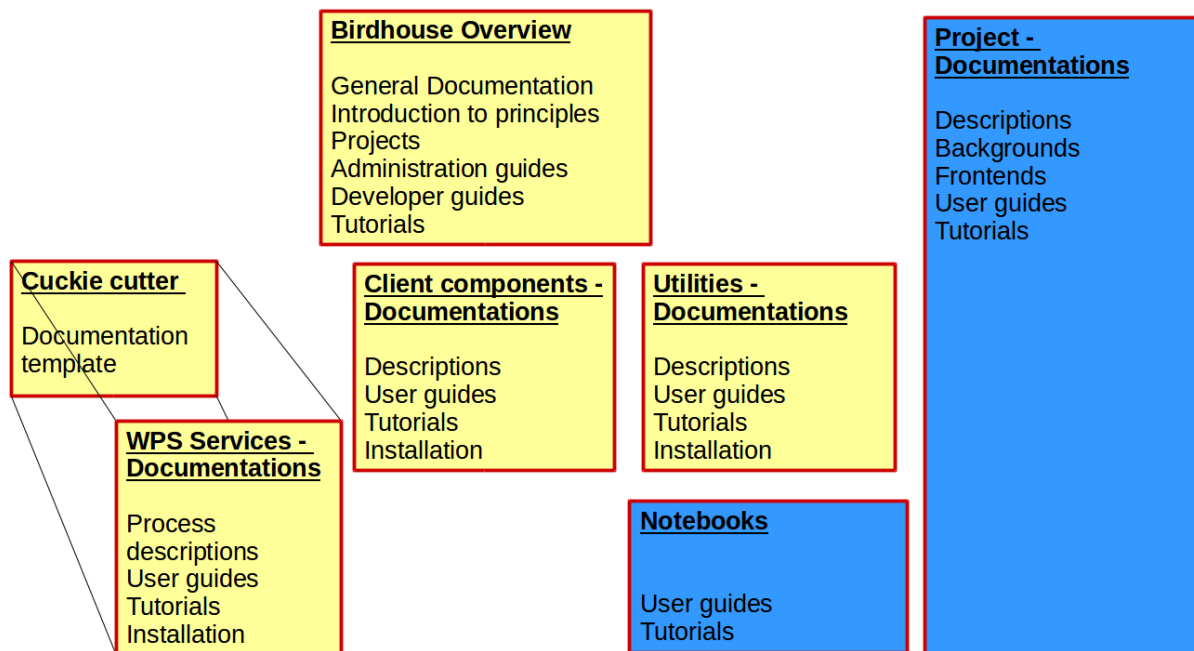 Birdhouse Overview
General Documentation
Introduction to principles
Projects
Administration guides
Developer guides
Tutorials
Project -
Documentations
Descriptions
Backgrounds
Frontends
User guides
Tutorials
Cuckie cutter
Documentation
template
Client components -
Documentations
Descriptions
User guides
Tutorials
Installation
Utilities -
Documentations
Descriptions
User guides
Tutorials
Installation
WPS Services -
Documentations
Process
descriptions
User guides
Tutorials
Installation
Notebooks
User guides
Tutorials